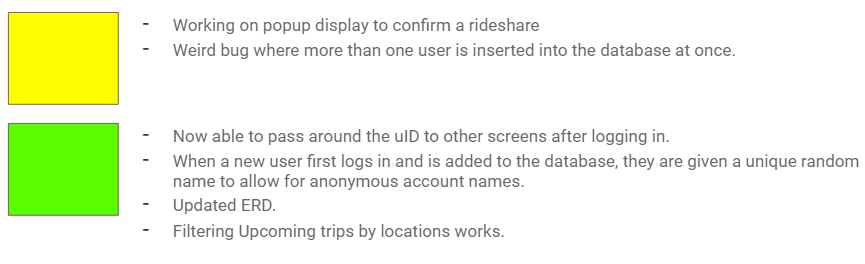 - Working on popup display to confirm a rideshare
- Weird bug where more than one user is inserted into the database at once.
- Now able to pass around the uID to other screens after logging in.
- When a new user first logs in and is added to the database, they are given a unique random
name to allow for anonymous account names.
- Updated ERD.
- Filtering Upcoming trips by locations works.